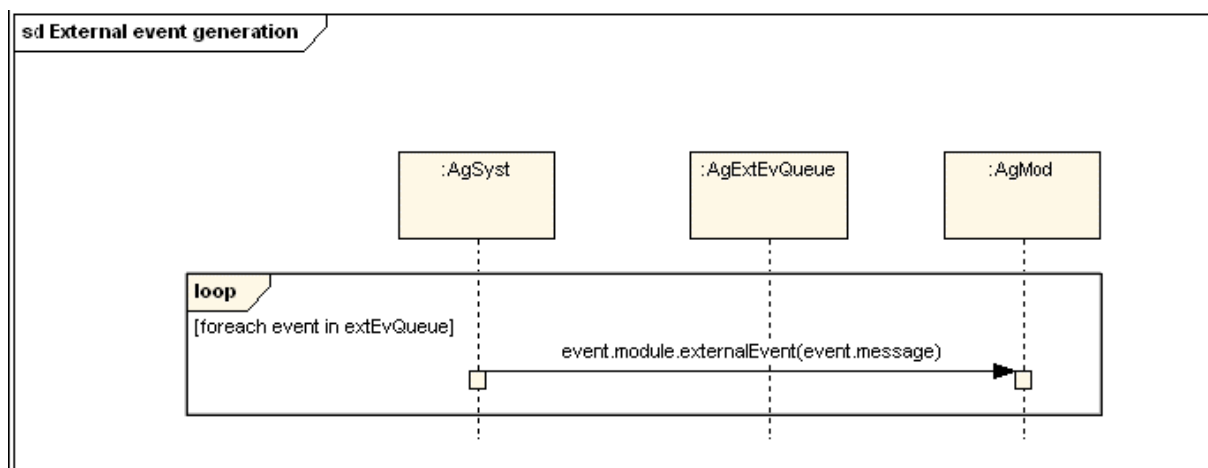 sd External event generation
:AgSyst
:AgExtEvQueue
:AgMod
loop
[foreach event in extEvQueue]
event.module.externalEvent(event.message)